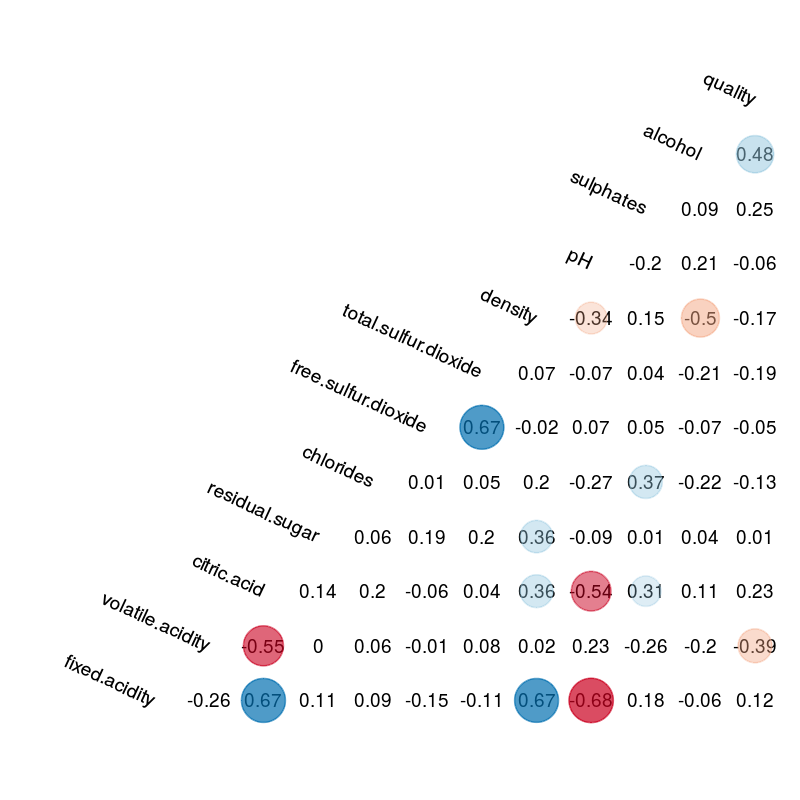 quality
alcohol 0.48
sulphates 0.09 0.25
pH -0.2 0.21 -0.06
density -0.34 0.15 -0.5 -0.17
total.sulfur.dioxide 0.07 -0.07 0.04 -0.21 -0.19
free.sulfur.dioxide 0.67 -0.02 0.07 0.05 -0.07 -0.05
chlorides 0.01 0.05 0.2 -0.27 0.37 -0.22 -0.13
residual.sugar 0.06 0.19 0.2 0.36 -0.09 0.01 0.04 0.01
citric.acid 0.14 0.2 -0.06 0.04 0.36 -0.54 0.31 0.11 0.23
volatile.acidity -0.55 0 0.06 -0.01 0.08 0.02 0.23 -0.26 -0.2 -0.39
fixed.acidity -0.26 0.67 0.11 0.09 -0.15 -0.11 0.67 -0.68 0.18 -0.06 0.12